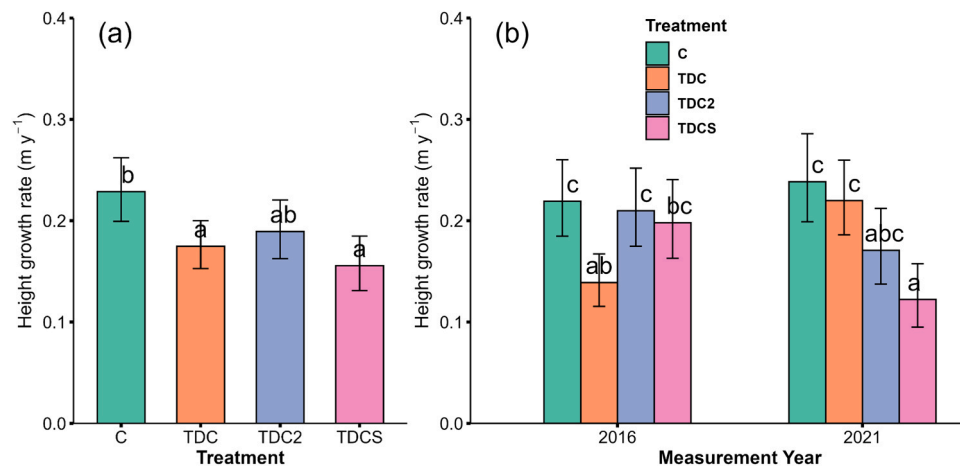 (a)
Height growth rate (m y⁻¹)
0.4
0.3
0.2
0.1
0.0
b
a
ab
a
C TDC TDC2 TDCS
Treatment
(b)
Height growth rate (m y⁻¹)
0.4
0.3
0.2
0.1
0.0
Treatment
C
TDC
TDC2
TDCS
c
ab
c
bc
c
c
abc
a
2016 2021
Measurement Year